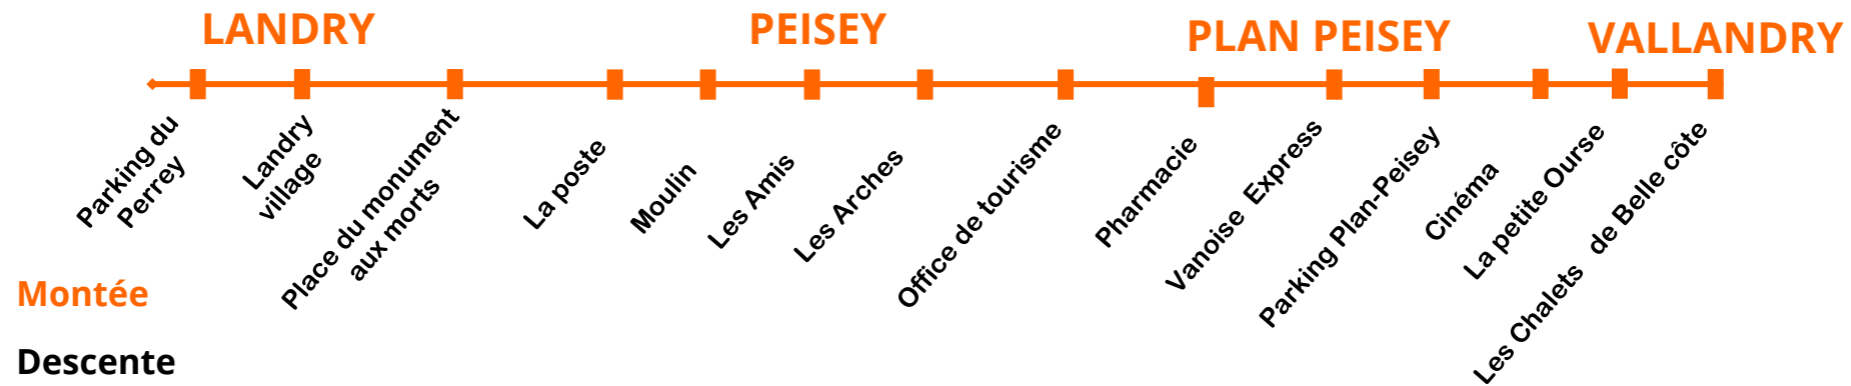 LANDRY
PEISEY
PLAN PEISEY
VALLANDRY
Parking du
Perrey
Landry
village
Place du monument
aux morts
La poste
Moulin
Les Amis
Les Arches
Office de tourisme
Pharmacie
Vanoise Express
Parking Plan-Peisey
Cinéma
La petite Ourse
Les Chalets de Belle côte
Montée
Descente